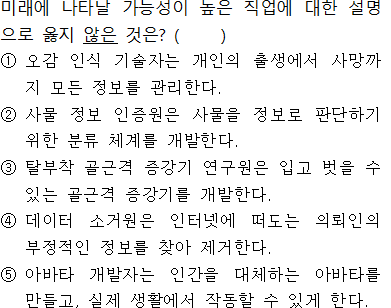 미래에 나타날 가능성이 높은 직업에 대한 설명
으로 옳지 않은 것은? (     )
① 오감 인식 기술자는 개인의 출생에서 사망까
지 모든 정보를 관리한다.
② 사물 정보 인증원은 사물을 정보로 판단하기
위한 분류 체계를 개발한다.
③ 탈부착 골근격 증강기 연구원은 입고 벗을 수
있는 골근격 증강기를 개발한다.
④ 데이터 소거원은 인터넷에 떠도는 의뢰인의
부정적인 정보를 찾아 제거한다.
⑤ 아바타 개발자는 인간을 대체하는 아바타를
만들고, 실제 생활에서 작동할 수 있게 한다.